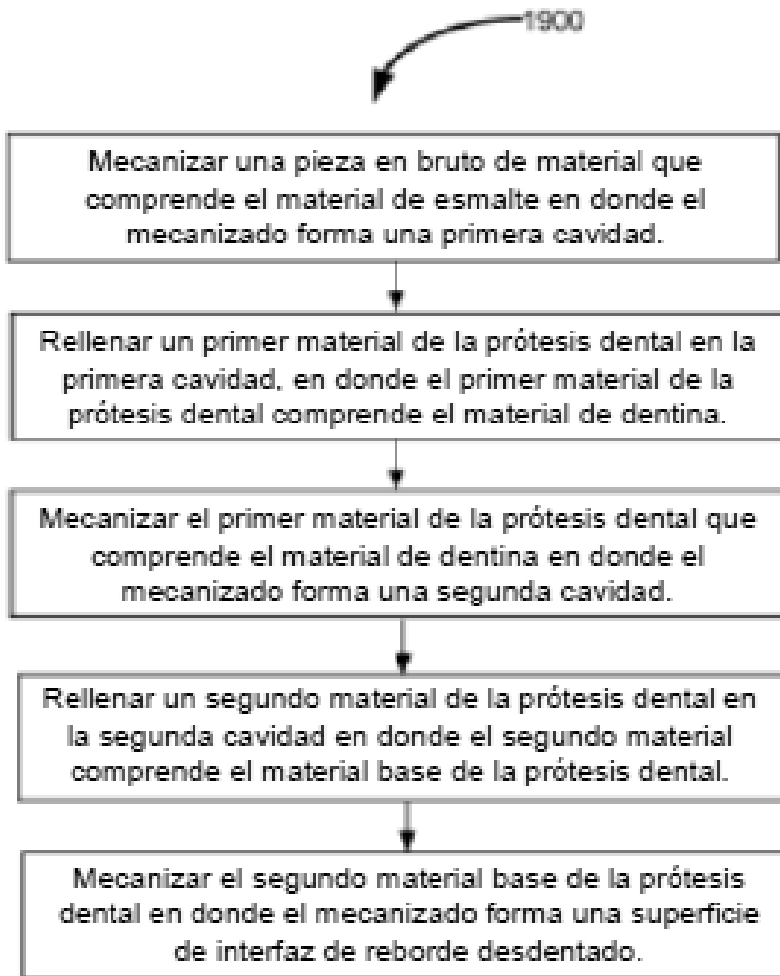 1900
Mecanizar una pieza en bruto de material que
comprende el material de esmalte en donde el
mecanizado forma una primera cavidad.
Rellenar un primer material de la prótesis dental en la
primera cavidad, en donde el primer material de la
prótesis dental comprende el material de dentina.
Mecanizar el primer material de la prótesis dental que
comprende el material de dentina en donde el
mecanizado forma una segunda cavidad.
Rellenar un segundo material de la prótesis dental en
la segunda cavidad en donde el segundo material
comprende el material base de la prótesis dental.
Mecanizar el segundo material base de la prótesis
dental en donde el mecanizado forma una superficie
de interfaz de reborde desdentado.